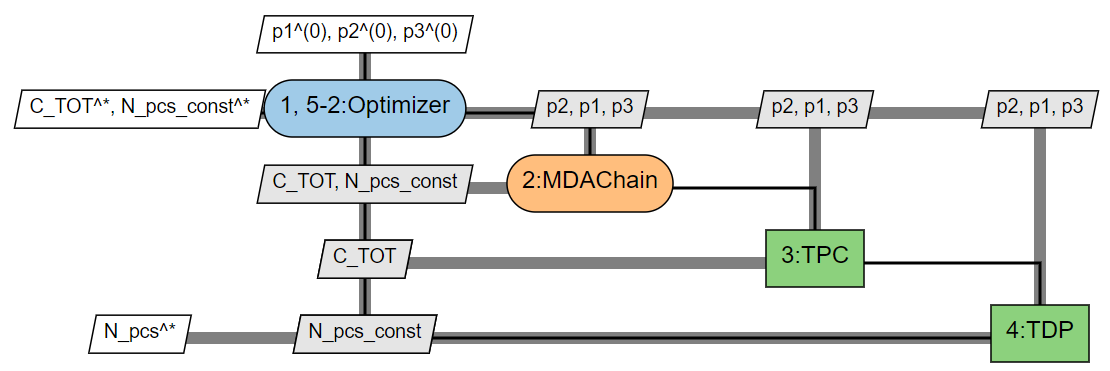 p1^(0), p2^(0), p3^(0)
C_TOT^*, N_pcs_const^*
1, 5-2:Optimizer
p2, p1, p3
p2, p1, p3
p2, p1, p3
C_TOT, N_pcs_const
2:MDAChain
C_TOT
3:TPC
N_pcs^*
N_pcs_const
4:TDP